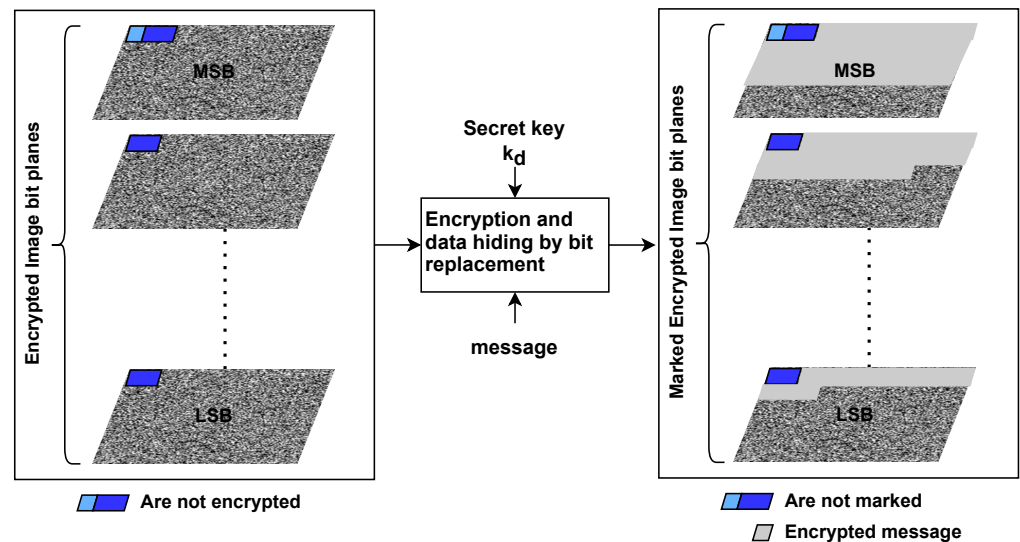 Encrypted Image bit planes
MSB
LSB
Are not encrypted
Secret key
kd
Encryption and
data hiding by bit
replacement
message
Marked Encrypted Image bit planes
MSB
LSB
Are not marked
Encrypted message